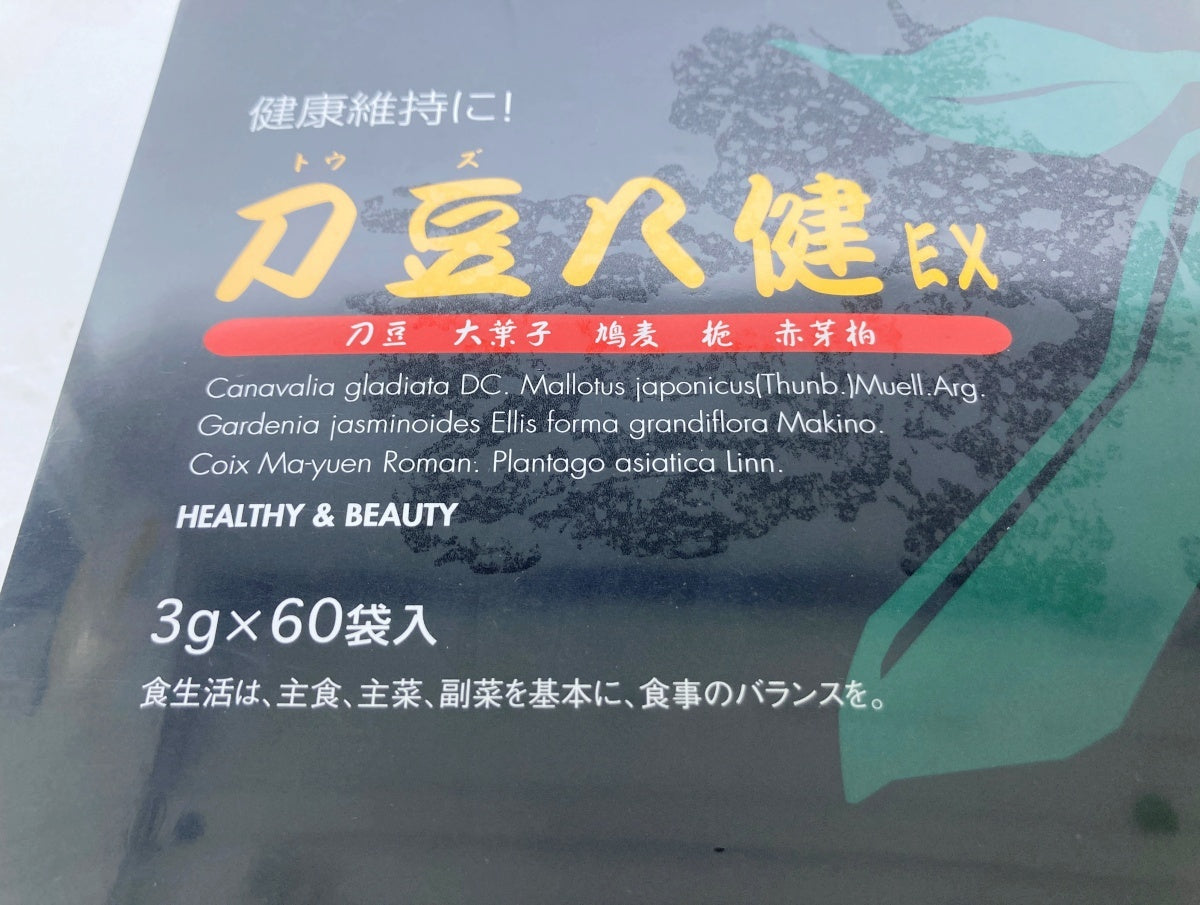 健康維持に!
トウ ズ
刀豆八健EX
刀豆 大葉子 鳩麦 梔 赤芽柏
Canavalia gladiata DC. Mallotus japonicus(Thunb.)Muell.Arg.
Gardenia jasminoides Ellis forma grandiflora Makino.
Coix Ma-yuen Roman. Plantago asiatica Linn.
HEALTHY & BEAUTY
3g×60袋入
食生活は、主食、主菜、副菜を基本に、食事のバランスを。